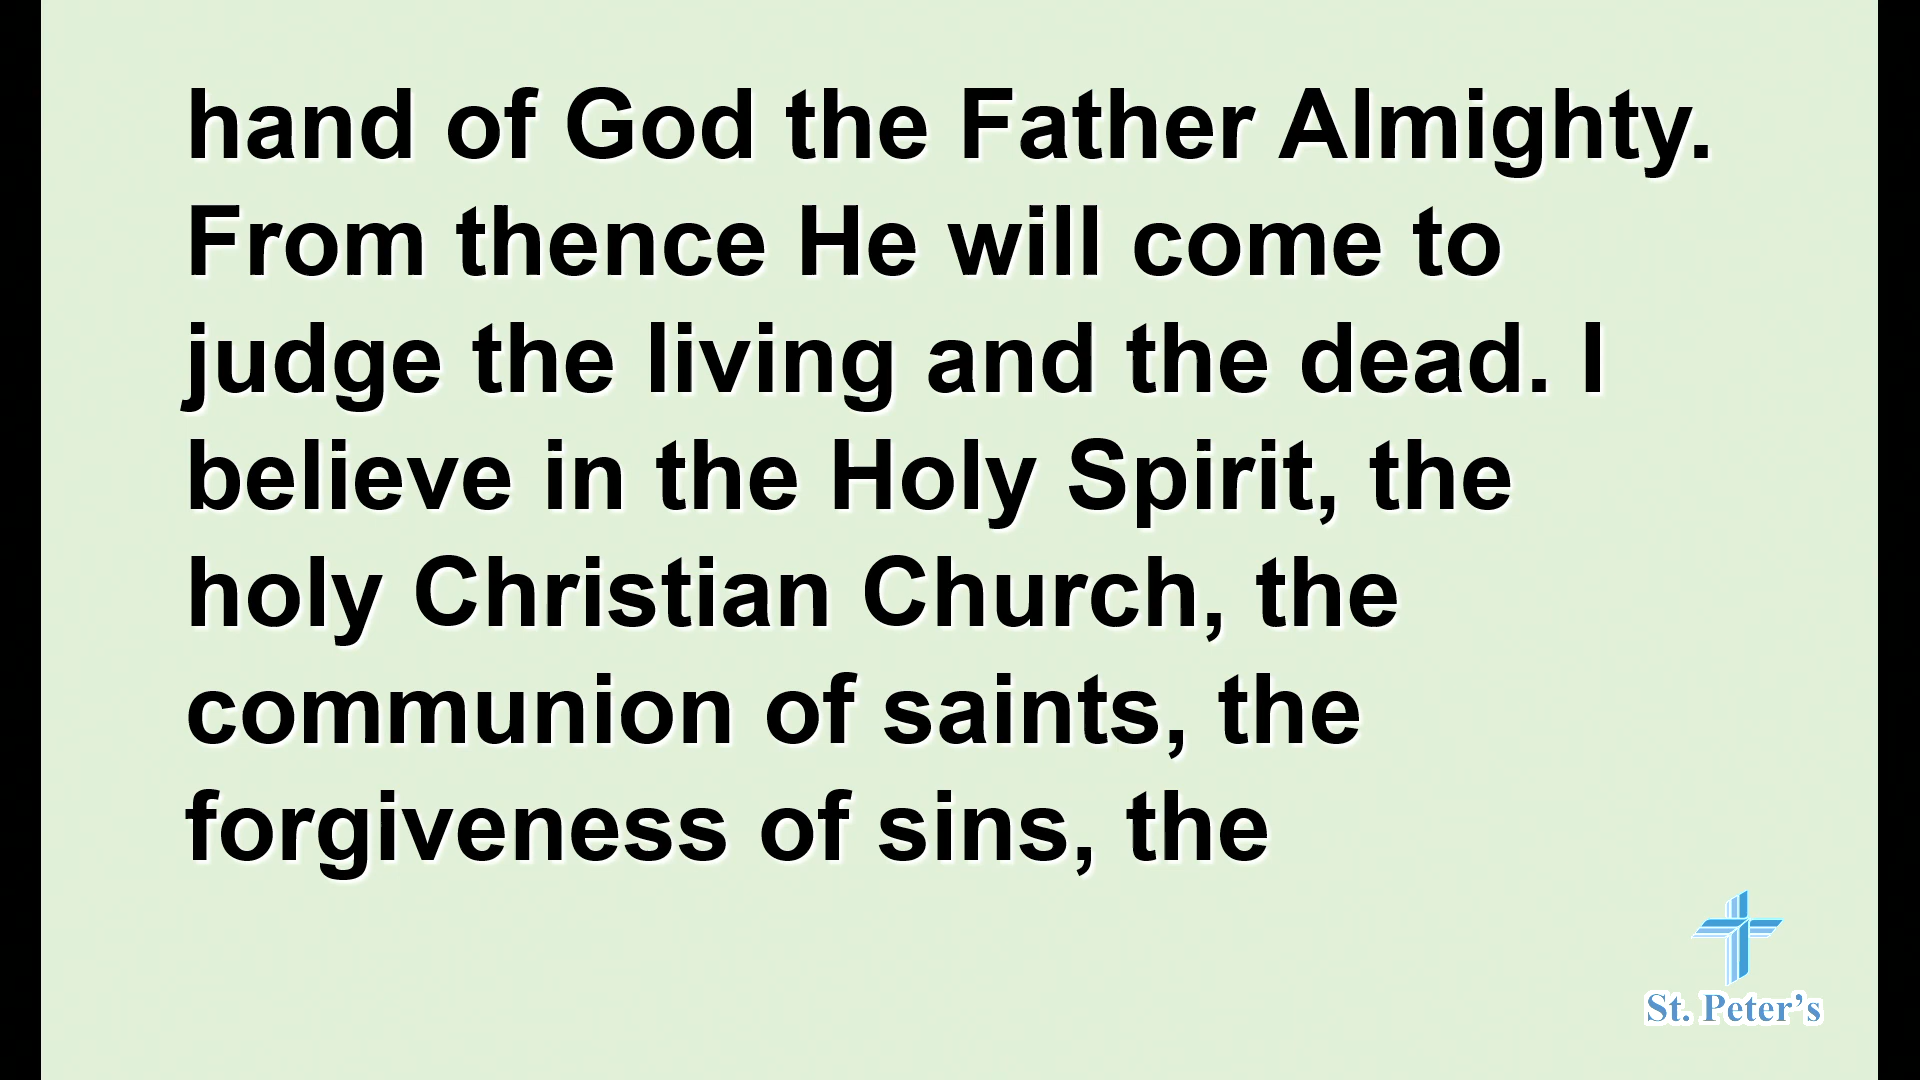 hand of God the Father Almighty.
From thence He will come to
judge the living and the dead. I
believe in the Holy Spirit, the
holy Christian Church, the
communion of saints, the
forgiveness of sins, the
St. Peter’s